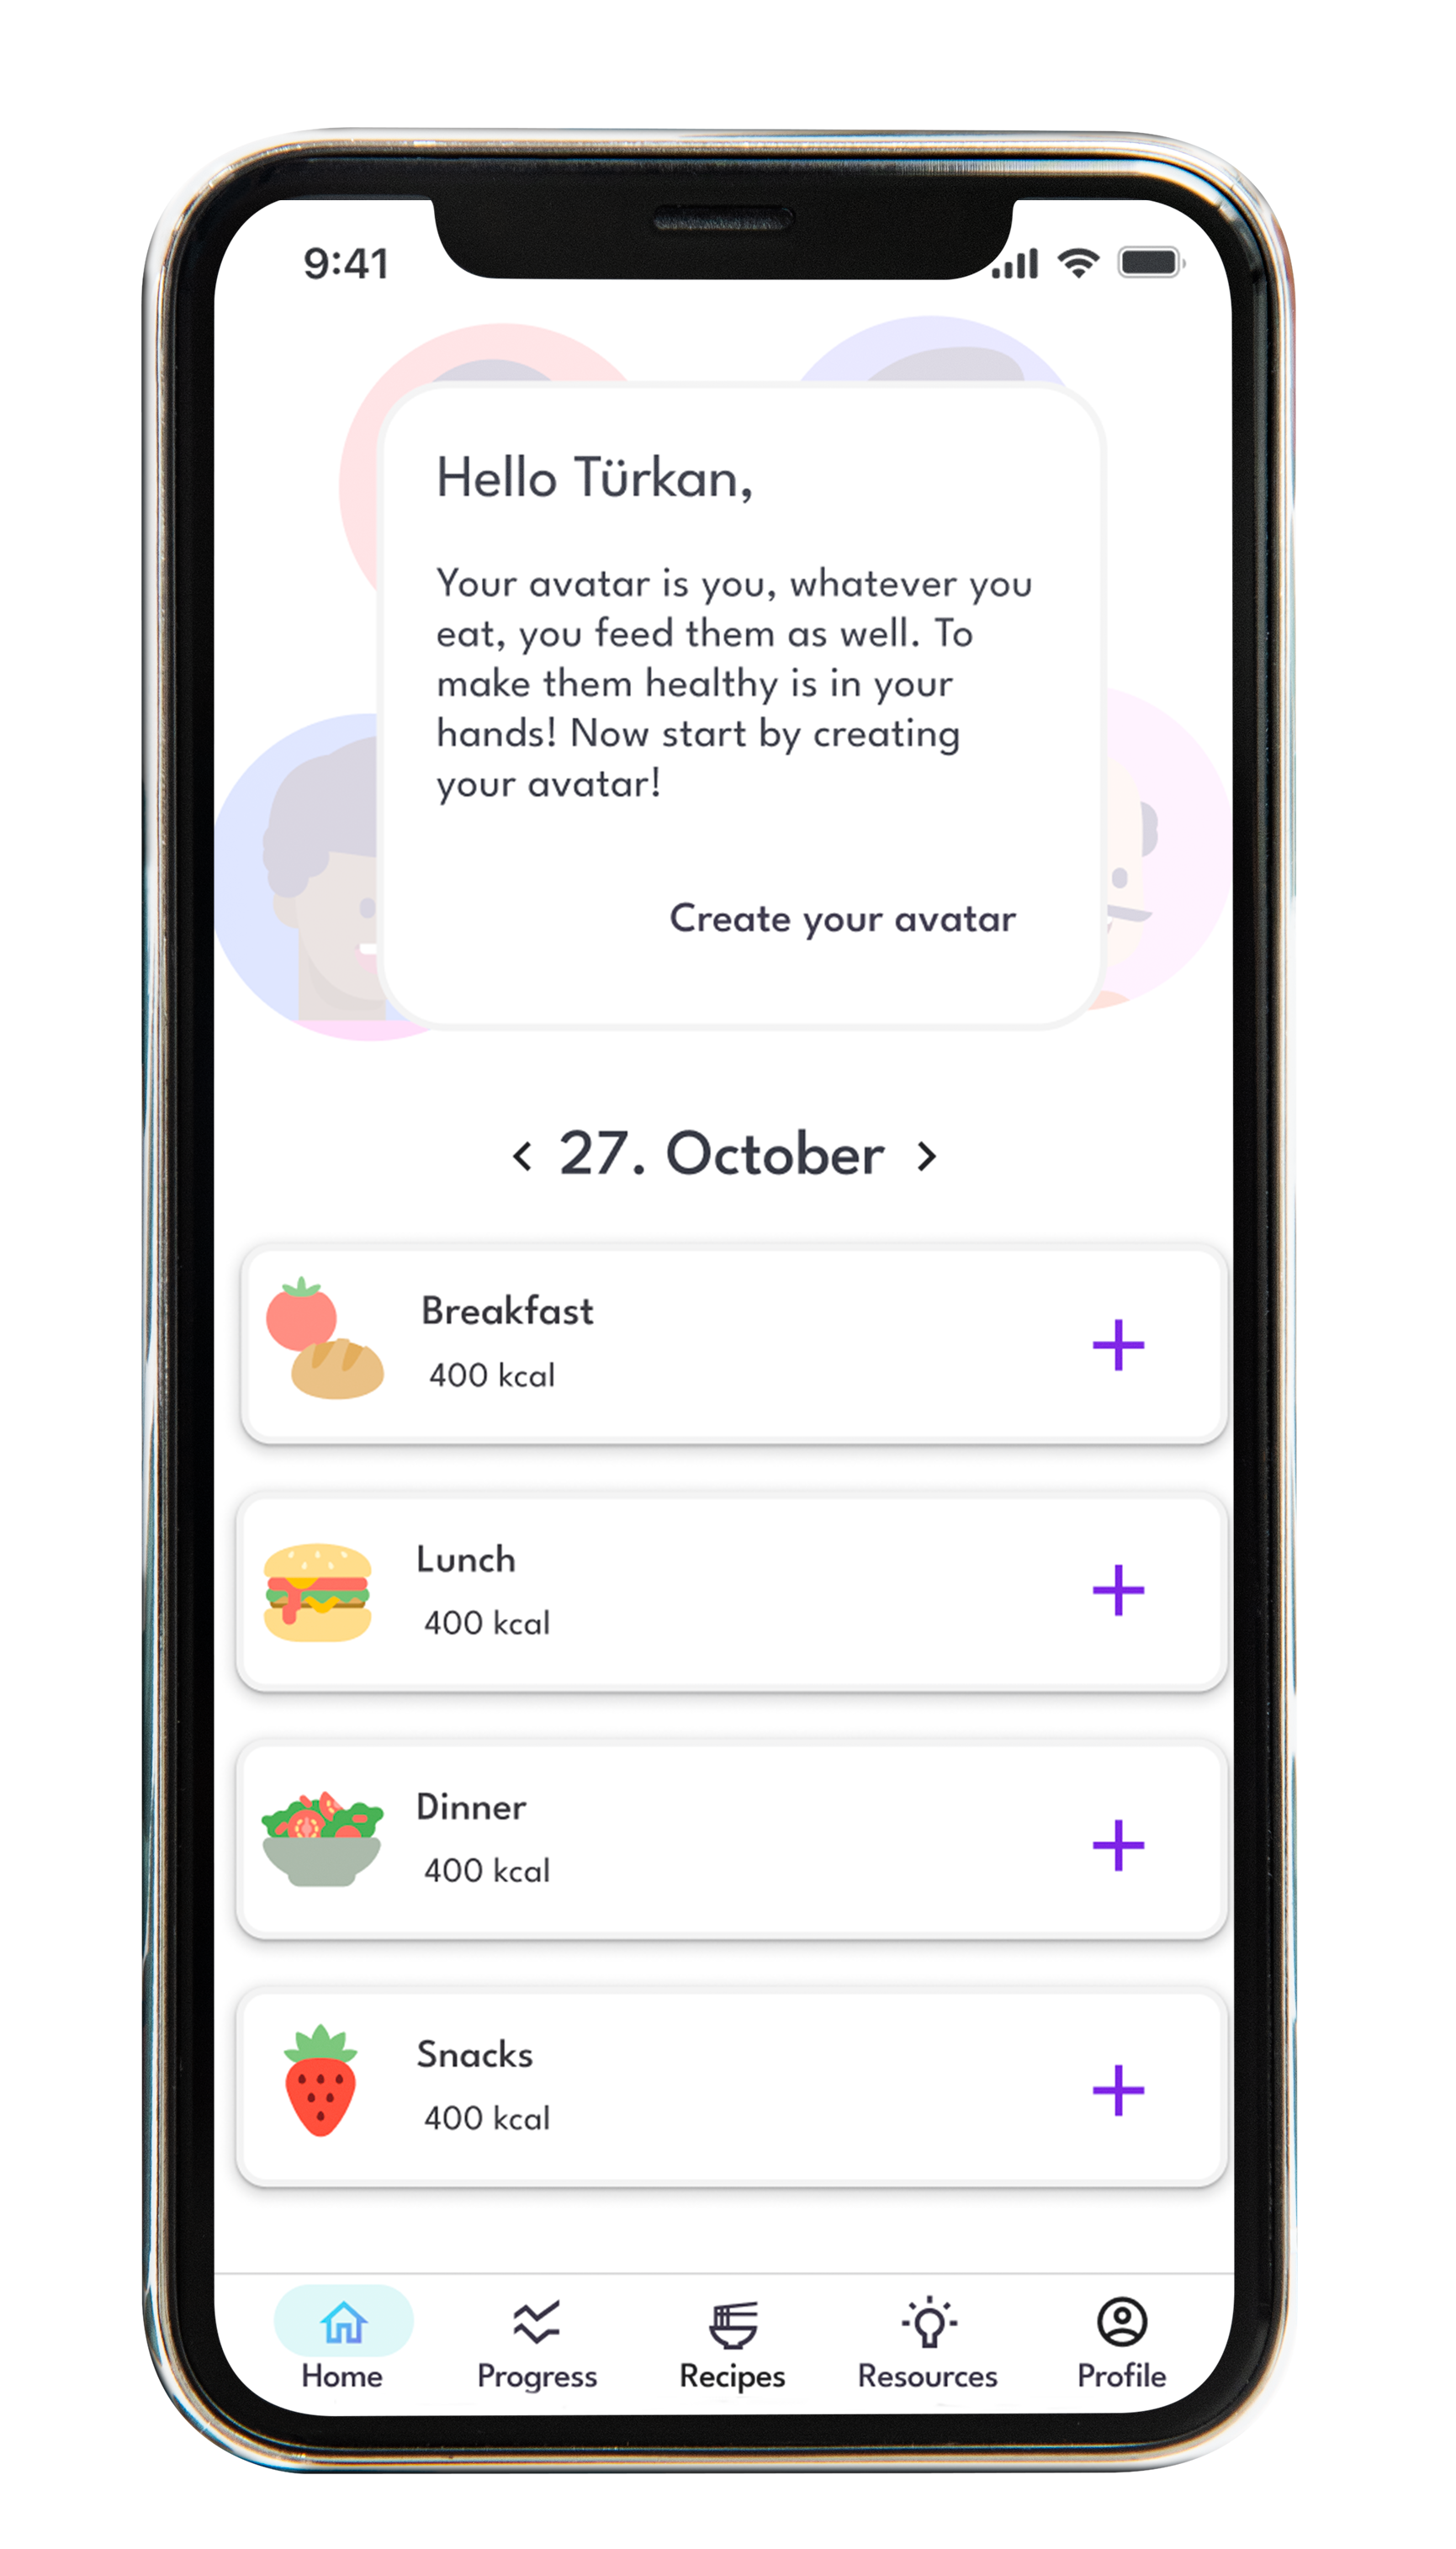 9:41
Hello Türkan,
Your avatar is you, whatever you
eat, you feed them as well. To
make them healthy is in your
hands! Now start by creating
your avatar!
Create your avatar
27. October
Breakfast
400 kcal
Lunch
400 kcal
Dinner
400 kcal
Snacks
400 kcal
Home Progress Recipes Resources Profile